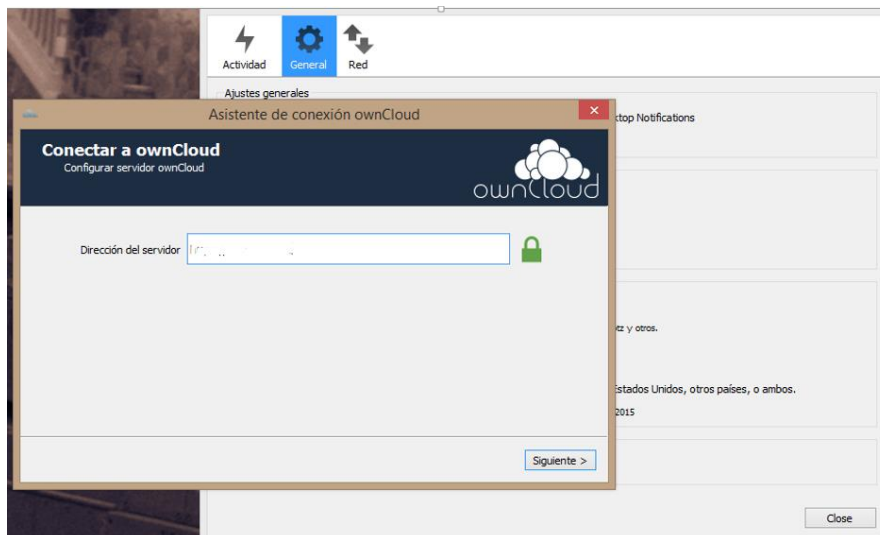 Actividad
General
Red
Ajustes generales
Asistente de conexión ownCloud
ktop Notifications
Conectar a ownCloud
Configurar servidor ownCloud
ownCloud
Dirección del servidor
tz y otros.
Estados Unidos, otros países, o ambos.
2015
Siguiente >
Close